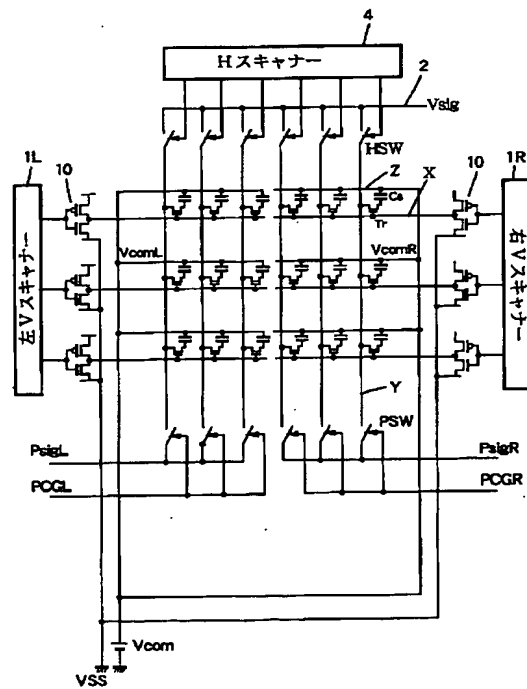 4
Hスキャナー
2
Vsig
HSW
1L
10
Z
X
10
1R
Cs
Tr
左Vスキャナー
VcomL
VcomR
右Vスキャナー
Y
PSW
PsigL
PsigR
PCGL
PCGR
Vcom
VSS